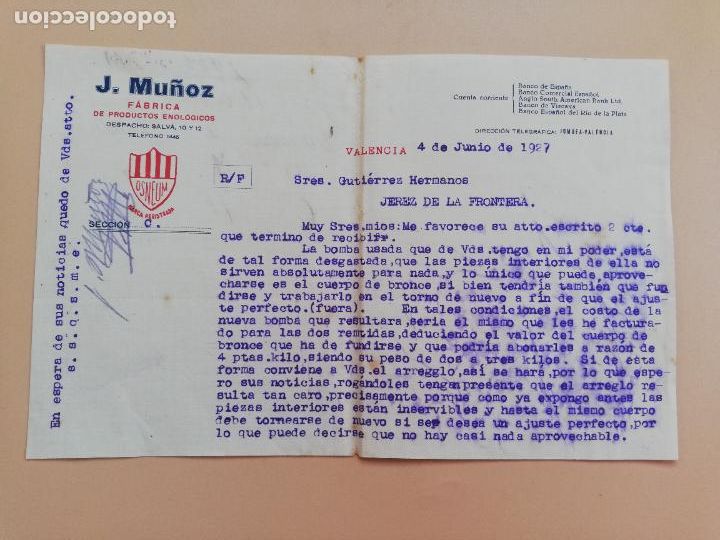 todocoleccion
J. Muñoz
FÁBRICA
DE PRODUCTOS ENOLÓGICOS
DESPACHO: SALVÁ, 10 Y 12
TELÉFONO 1446
Cuenta corriente
Banco de España
Banco Comercial Español
Anglo South American Bank Ltd.
Banco de Vizcaya
Banco Español del Río de la Plata
DIRECCIÓN TELEGRÁFICA: JOMUÑFA-VALENCIA
VALENCIA 4 de Junio de 1927
OSNEUM
MARCA REGISTRADA
SECCIÓN C.
R/F Sres. Gutiérrez Hermanos
JEREZ DE LA FRONTERA.
Muy Sres.mios:Me favorece su atto.escrito 2 cte.
que termino de recibir.
La bomba usada que de Vds.tengo en mi poder,está
de tal forma desgastada,que las piezas interiores de ella no
sirven absolutamente para nada,y lo unico que puede aprove-
charse es el cuerpo de bronce,si bien tendría también que fun
dirse y trabajarlo en el torno de nuevo a fín de que el ajus-
te perfecto.(fuera). En tales condiciones,el costo de la
nueva bomba que resultara,seria el mismo que les he factura-
do para las dos remtidas,deduciendo el valor del cuerpo de
bronce que ha de fundirse y que podría abonarles a razón de
4 ptas.kilo,siendo su peso de dos a tres kilos. Si de esta
forma conviene a Vds.el arregglo,así se hará,por lo que espe
ro sus noticias,rogándoles tengan presente que el arreglo re
sulta tan caro,precisamente porque como ya expongo antes las
piezas interiores están inservibles y hasta el mismo cuerpo
debe tornearse de nuevo si se desea un ajuste perfecto,por
lo que puede decirse que no hay casi nada aprovechable.
En espera de sus noticias quedo de Vds.atto.
s.s.q.s.m.e.